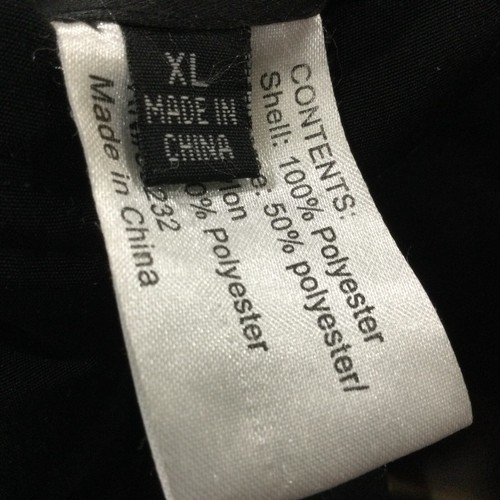 XL
MADE IN
CHINA
CONTENTS:
Shell: 100% Polyester
e: 50% polyester/
lon
0% Polyester
232
Made in China